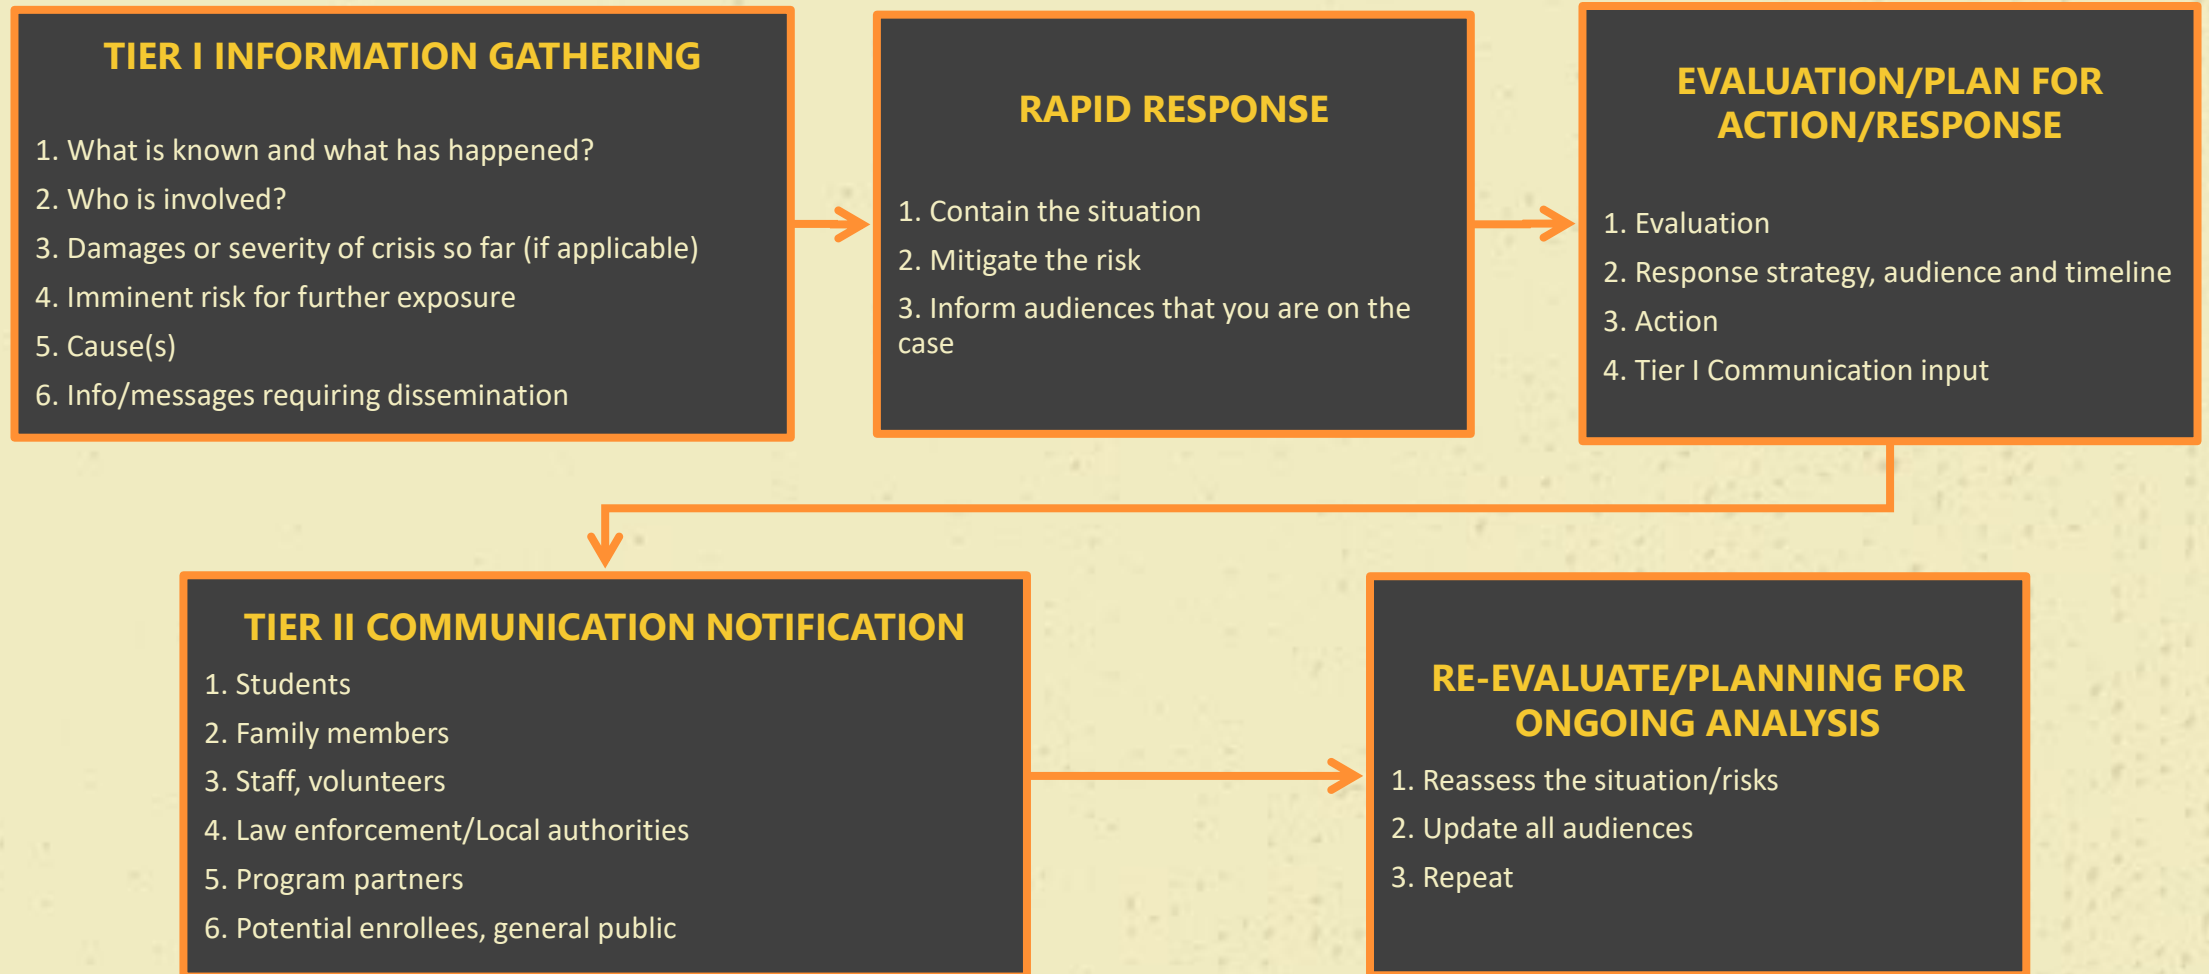 TIER I INFORMATION GATHERING
1. What is known and what has happened?
2. Who is involved?
3. Damages or severity of crisis so far (if applicable)
4. Imminent risk for further exposure
5. Cause(s)
6. Info/messages requiring dissemination
RAPID RESPONSE
1. Contain the situation
2. Mitigate the risk
3. Inform audiences that you are on the
case
EVALUATION/PLAN FOR
ACTION/RESPONSE
1. Evaluation
2. Response strategy, audience and timeline
3. Action
4. Tier I Communication input
TIER II COMMUNICATION NOTIFICATION
1. Students
2. Family members
3. Staff, volunteers
4. Law enforcement/Local authorities
5. Program partners
6. Potential enrollees, general public
RE-EVALUATE/PLANNING FOR
ONGOING ANALYSIS
1. Reassess the situation/risks
2. Update all audiences
3. Repeat